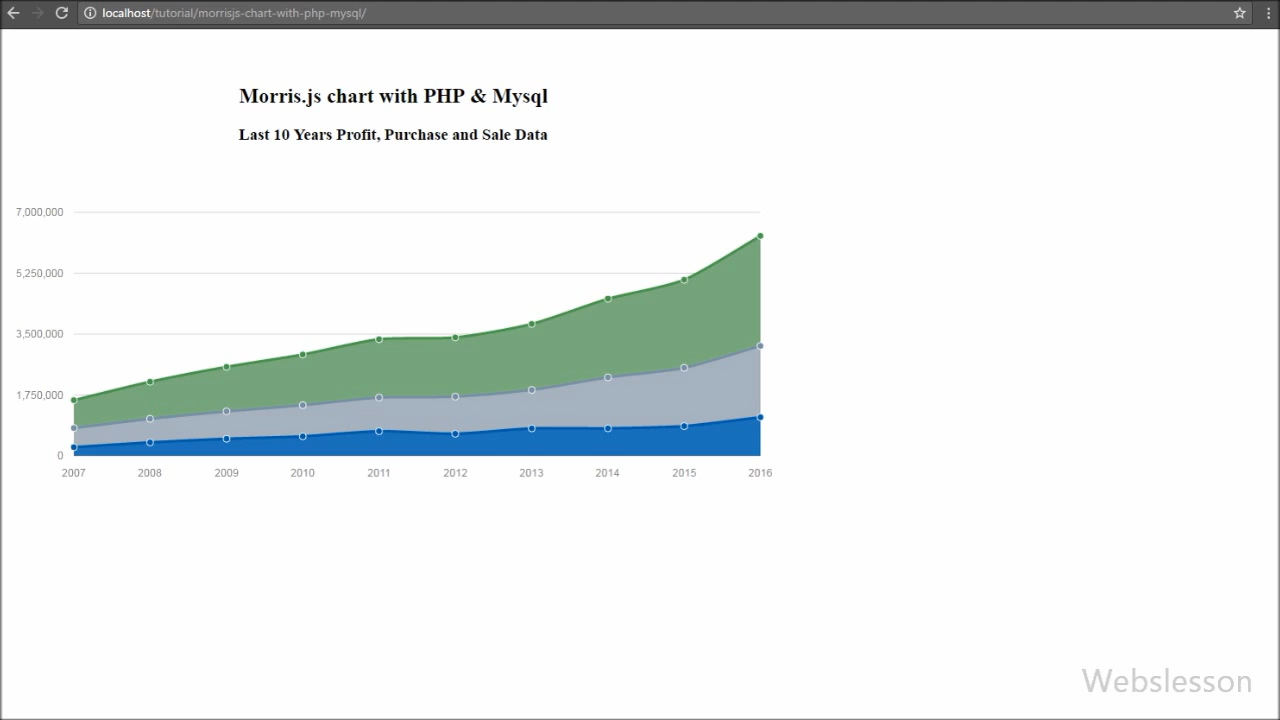 localhost/tutorial/morrisjs-chart-with-php-mysql/
Morris.js chart with PHP & Mysql
Last 10 Years Profit, Purchase and Sale Data
7,000,000
5,250,000
3,500,000
1,750,000
0
2007 2008 2009 2010 2011 2012 2013 2014 2015 2016
Webslesson